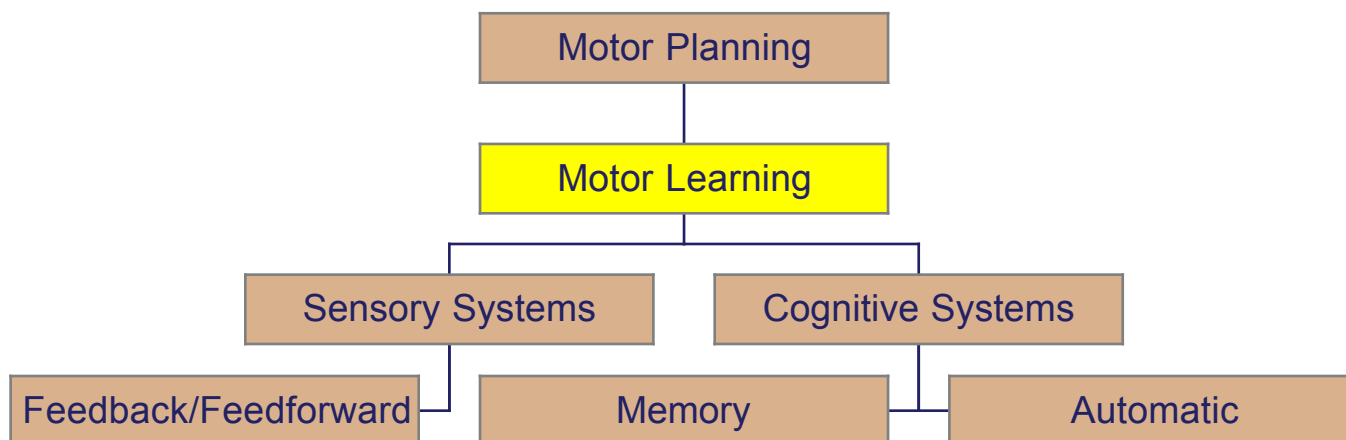 Motor Planning
Motor Learning
Sensory Systems
Cognitive Systems
Feedback/Feedforward
Memory
Automatic